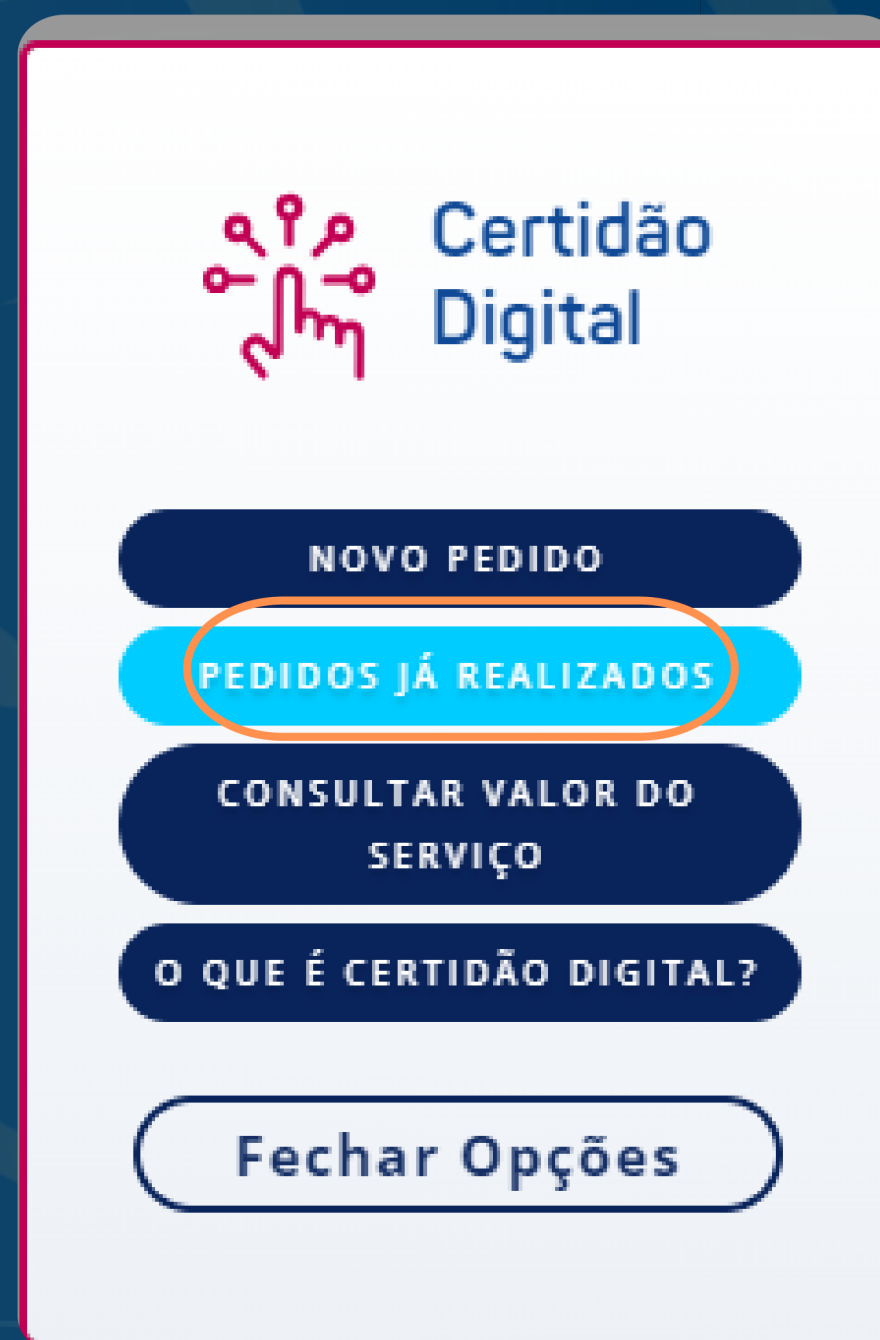 Certidão
Digital
NOVO PEDIDO
PEDIDOS JÁ REALIZADOS
CONSULTAR VALOR DO
SERVIÇO
O QUE É CERTIDÃO DIGITAL?
Fechar Opções